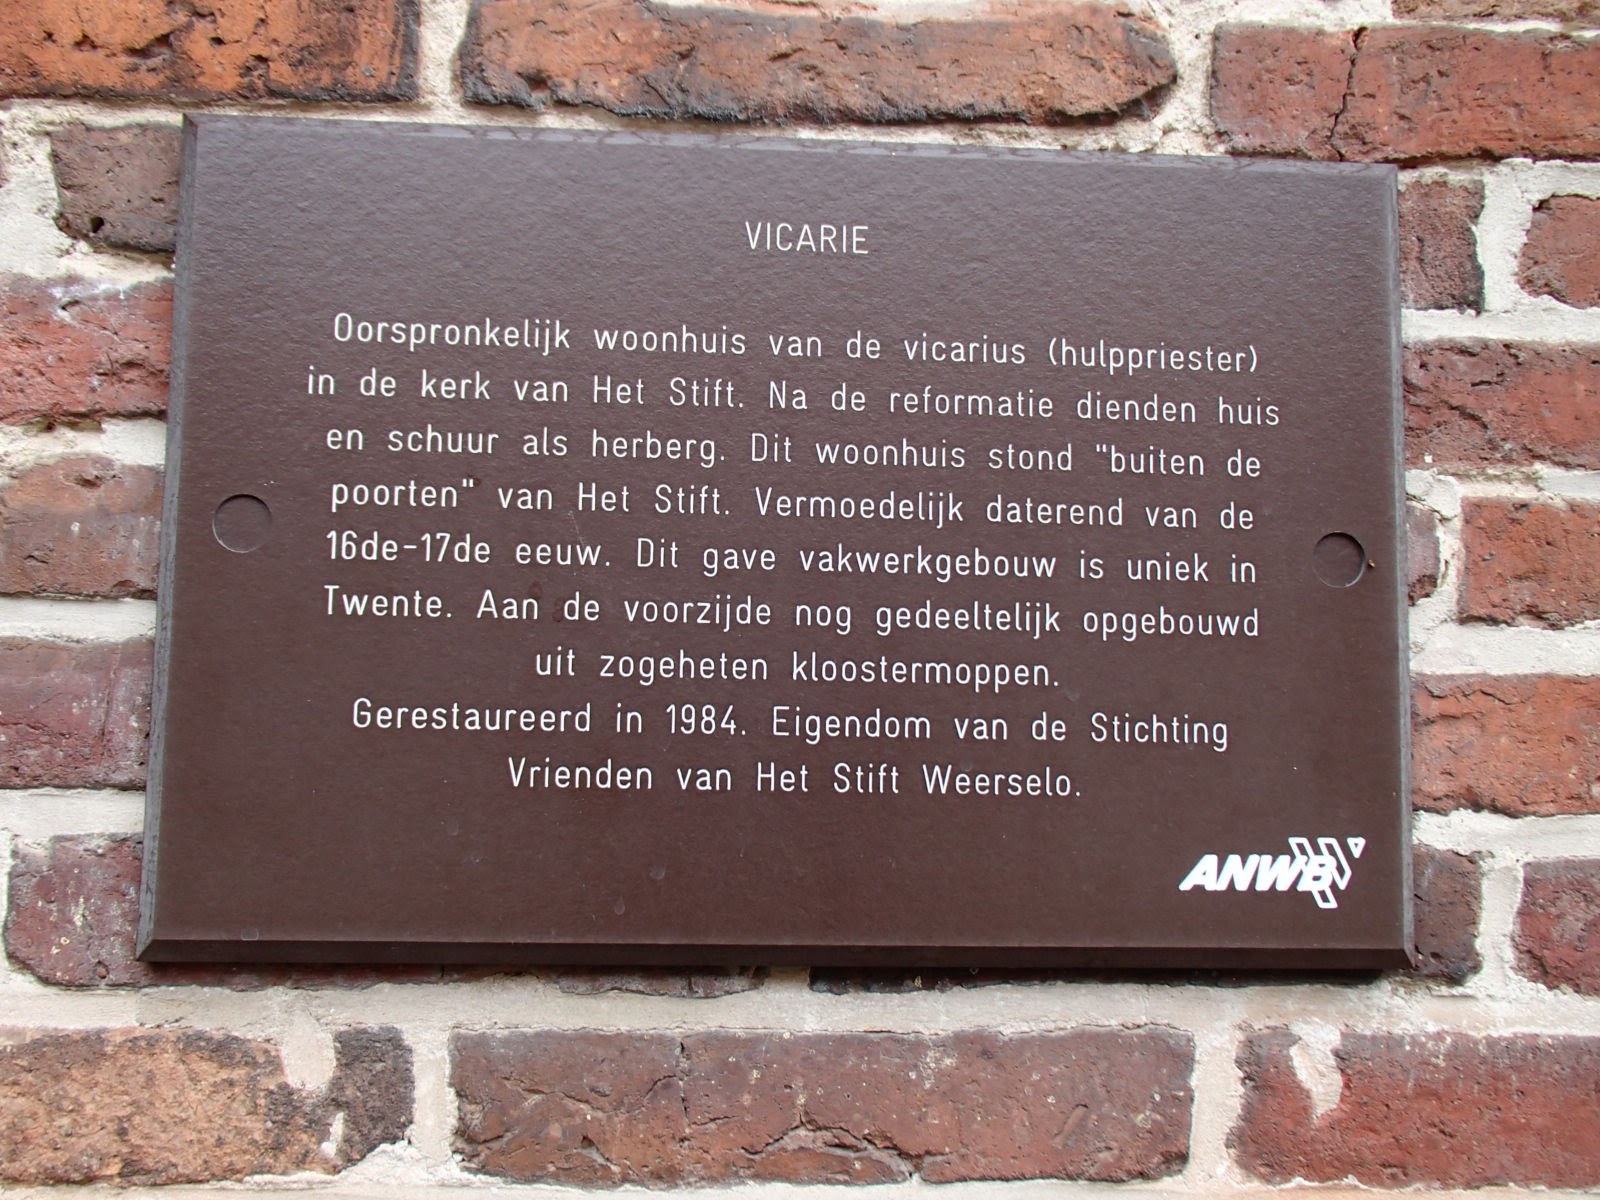 VICARIE
Oorspronkelijk woonhuis van de vicarius (hulppriester)
in de kerk van Het Stift. Na de reformatie dienden huis
en schuur als herberg. Dit woonhuis stond "buiten de
poorten" van Het Stift. Vermoedelijk daterend van de
16de-17de eeuw. Dit gave vakwerkgebouw is uniek in
Twente. Aan de voorzijde nog gedeeltelijk opgebouwd
uit zogeheten kloostermoppen.
Gerestaureerd in 1984. Eigendom van de Stichting
Vrienden van Het Stift Weerselo.
ANWB